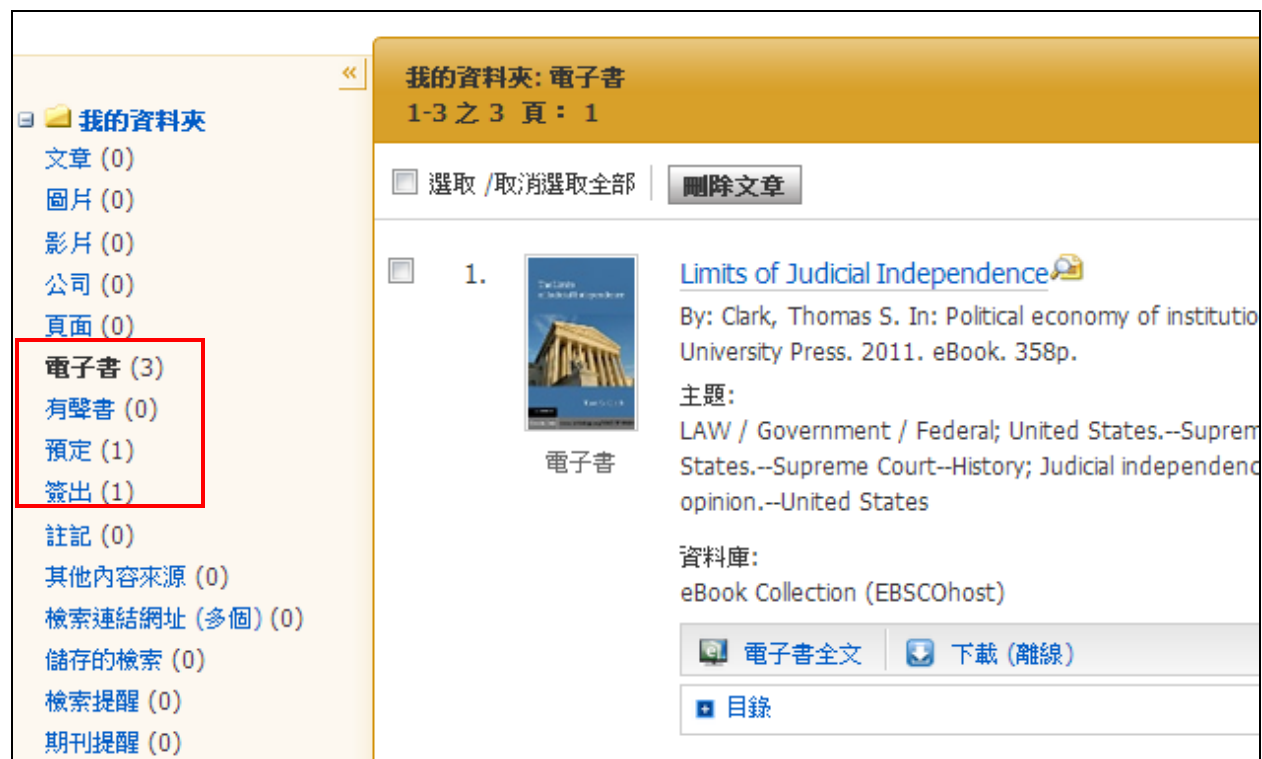 «
我的資料夾
文章 (0)
圖片 (0)
影片 (0)
公司 (0)
頁面 (0)
電子書 (3)
有聲書 (0)
預定 (1)
簽出 (1)
註記 (0)
其他內容來源 (0)
檢索連結網址 (多個) (0)
儲存的檢索 (0)
檢索提醒 (0)
期刊提醒 (0)
我的資料夾: 電子書
1-3 之 3 頁： 1
選取 /取消選取全部
刪除文章
1.
The Limits
of Judicial Independence
Tom S. Clark
電子書
Limits of Judicial Independence
By: Clark, Thomas S. In: Political economy of institutio
University Press. 2011. eBook. 358p.
主題:
LAW / Government / Federal; United States.--Suprem
States.--Supreme Court--History; Judicial independenc
opinion.--United States
資料庫:
eBook Collection (EBSCOhost)
電子書全文
下載 (離線)
目錄